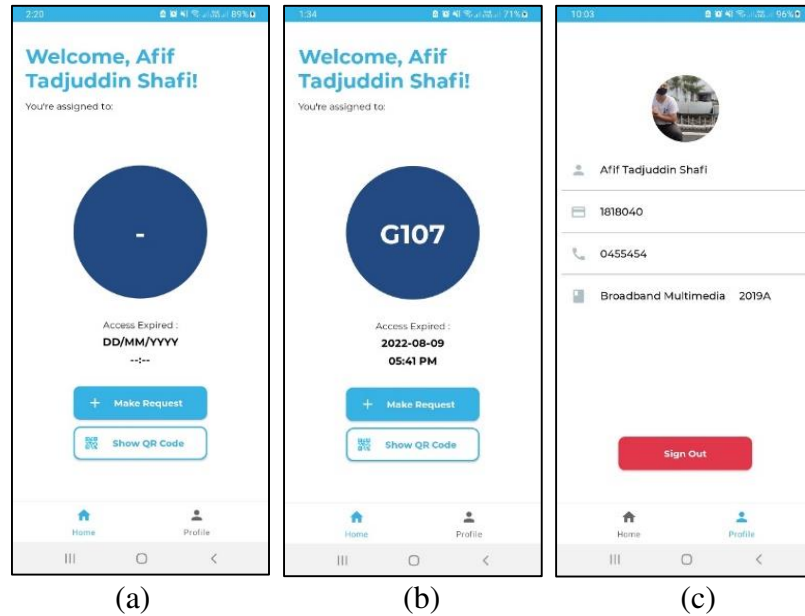 2:20
89%
Welcome, Afif
Tadjuddin Shafi!
You're assigned to:
-
Access Expired :
DD/MM/YYYY
--:--
+ Make Request
Show QR Code
Home Profile
(a)
1:34
71%
Welcome, Afif
Tadjuddin Shafi!
You're assigned to:
G107
Access Expired :
2022-08-09
05:41 PM
+ Make Request
Show QR Code
Home Profile
(b)
10:03
96%
Afif Tadjuddin Shafi
1818040
0455454
Broadband Multimedia 2019A
Sign Out
Home Profile
(c)